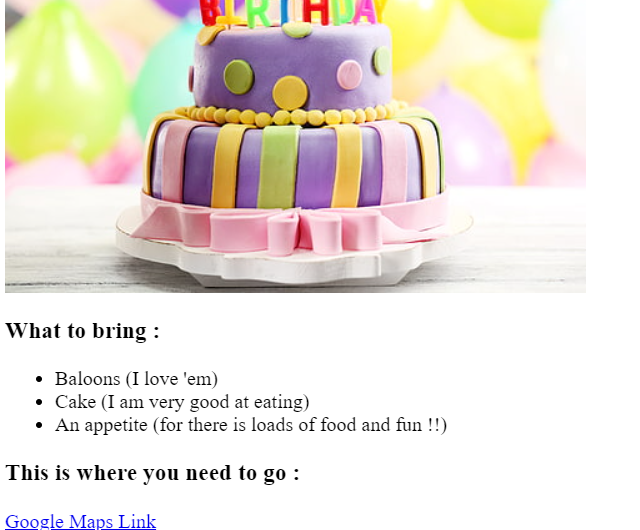 BIRTHDAY
What to bring :
Baloons (I love 'em)
Cake (I am very good at eating)
An appetite (for there is loads of food and fun !!)
This is where you need to go :
Google Maps Link